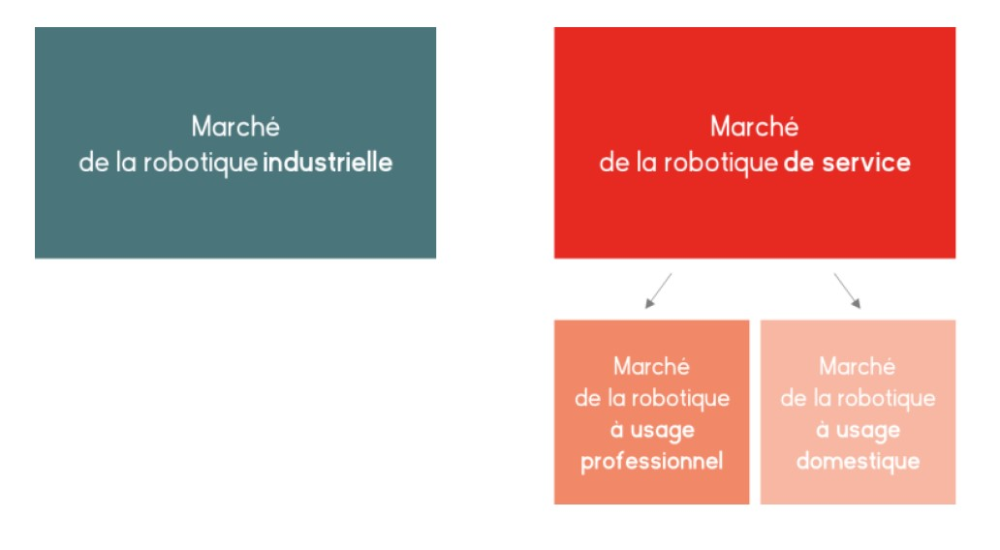 Marché
de la robotique industrielle
Marché
de la robotique de service
Marché
de la robotique
à usage
professionnel
Marché
de la robotique
à usage
domestique